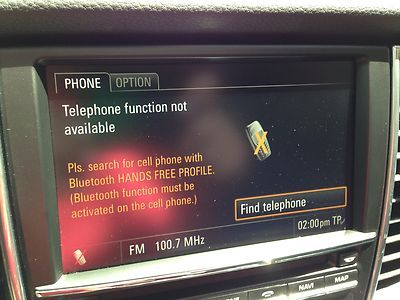 PHONE OPTION
Telephone function not
available
Pls. search for cell phone with
Bluetooth HANDS FREE PROFILE.
(Bluetooth function must be
activated on the cell phone.)
Find telephone
FM 100.7 MHz 02:00pm TP
NAVI MAP